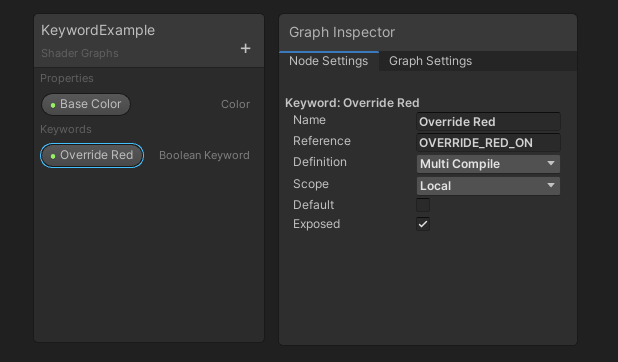 KeywordExample
Shader Graphs
+
Properties
Base Color Color
Keywords
Override Red Boolean Keyword
Graph Inspector
Node Settings Graph Settings
Keyword: Override Red
Name Override Red
Reference OVERRIDE_RED_ON
Definition Multi Compile
Scope Local
Default
Exposed